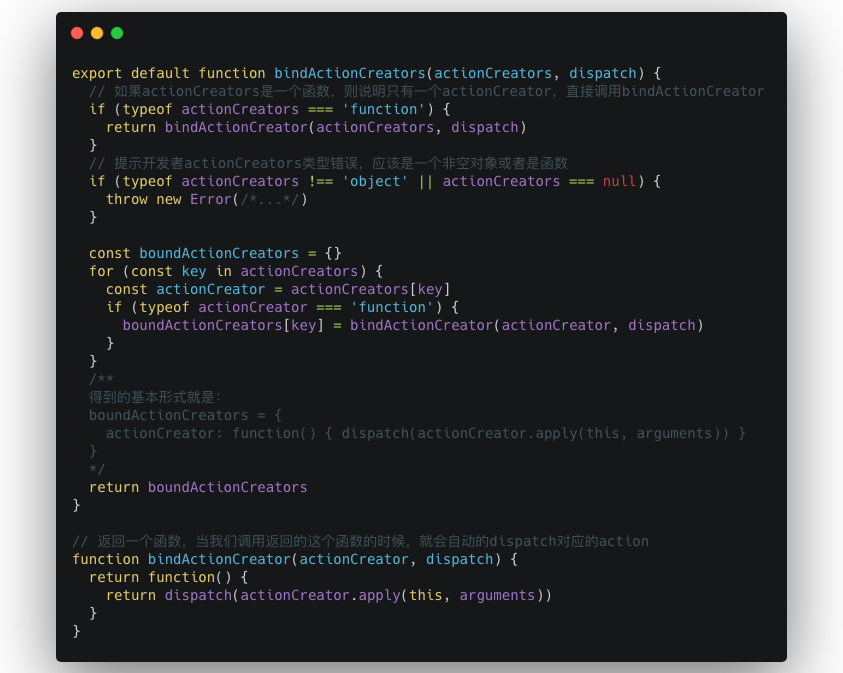 export default function bindActionCreators(actionCreators, dispatch) {
  // 如果actionCreators是一个函数，则说明只有一个actionCreator，直接调用bindActionCreator
  if (typeof actionCreators === 'function') {
    return bindActionCreator(actionCreators, dispatch)
  }
  // 提示开发者actionCreators类型错误，应该是一个非空对象或者是函数
  if (typeof actionCreators !== 'object' || actionCreators === null) {
    throw new Error(/*...*/)
  }

  const boundActionCreators = {}
  for (const key in actionCreators) {
    const actionCreator = actionCreators[key]
    if (typeof actionCreator === 'function') {
      boundActionCreators[key] = bindActionCreator(actionCreator, dispatch)
    }
  }
  /**
  得到的基本形式就是：
  boundActionCreators = {
    actionCreator: function() { dispatch(actionCreator.apply(this, arguments)) }
  }
  */
  return boundActionCreators
}

// 返回一个函数，当我们调用返回的这个函数的时候，就会自动的dispatch对应的action
function bindActionCreator(actionCreator, dispatch) {
  return function() {
    return dispatch(actionCreator.apply(this, arguments))
  }
}